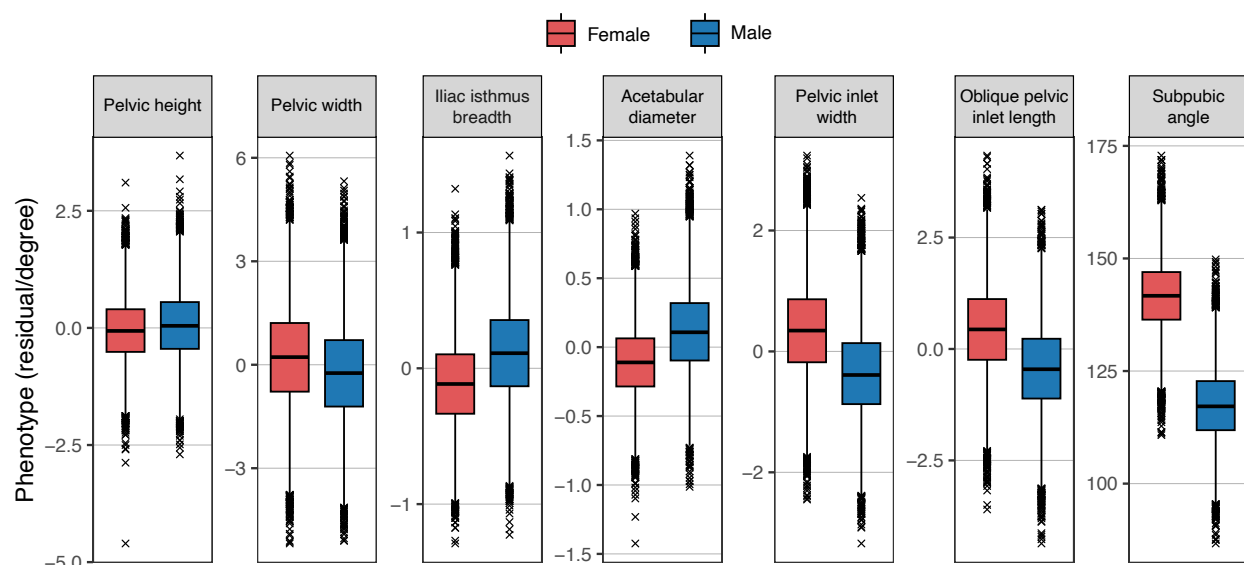 Female Male
Pelvic height
Pelvic width
Iliac isthmus
breadth
Acetabular
diameter
Pelvic inlet
width
Oblique pelvic
inlet length
Subpubic
angle
Phenotype (residual/degree)
2.5
0.0
−2.5
−5.0
6
3
0
−3
1
0
−1
1.5
1.0
0.5
0.0
−0.5
−1.0
−1.5
2
0
−2
2.5
0.0
−2.5
175
150
125
100